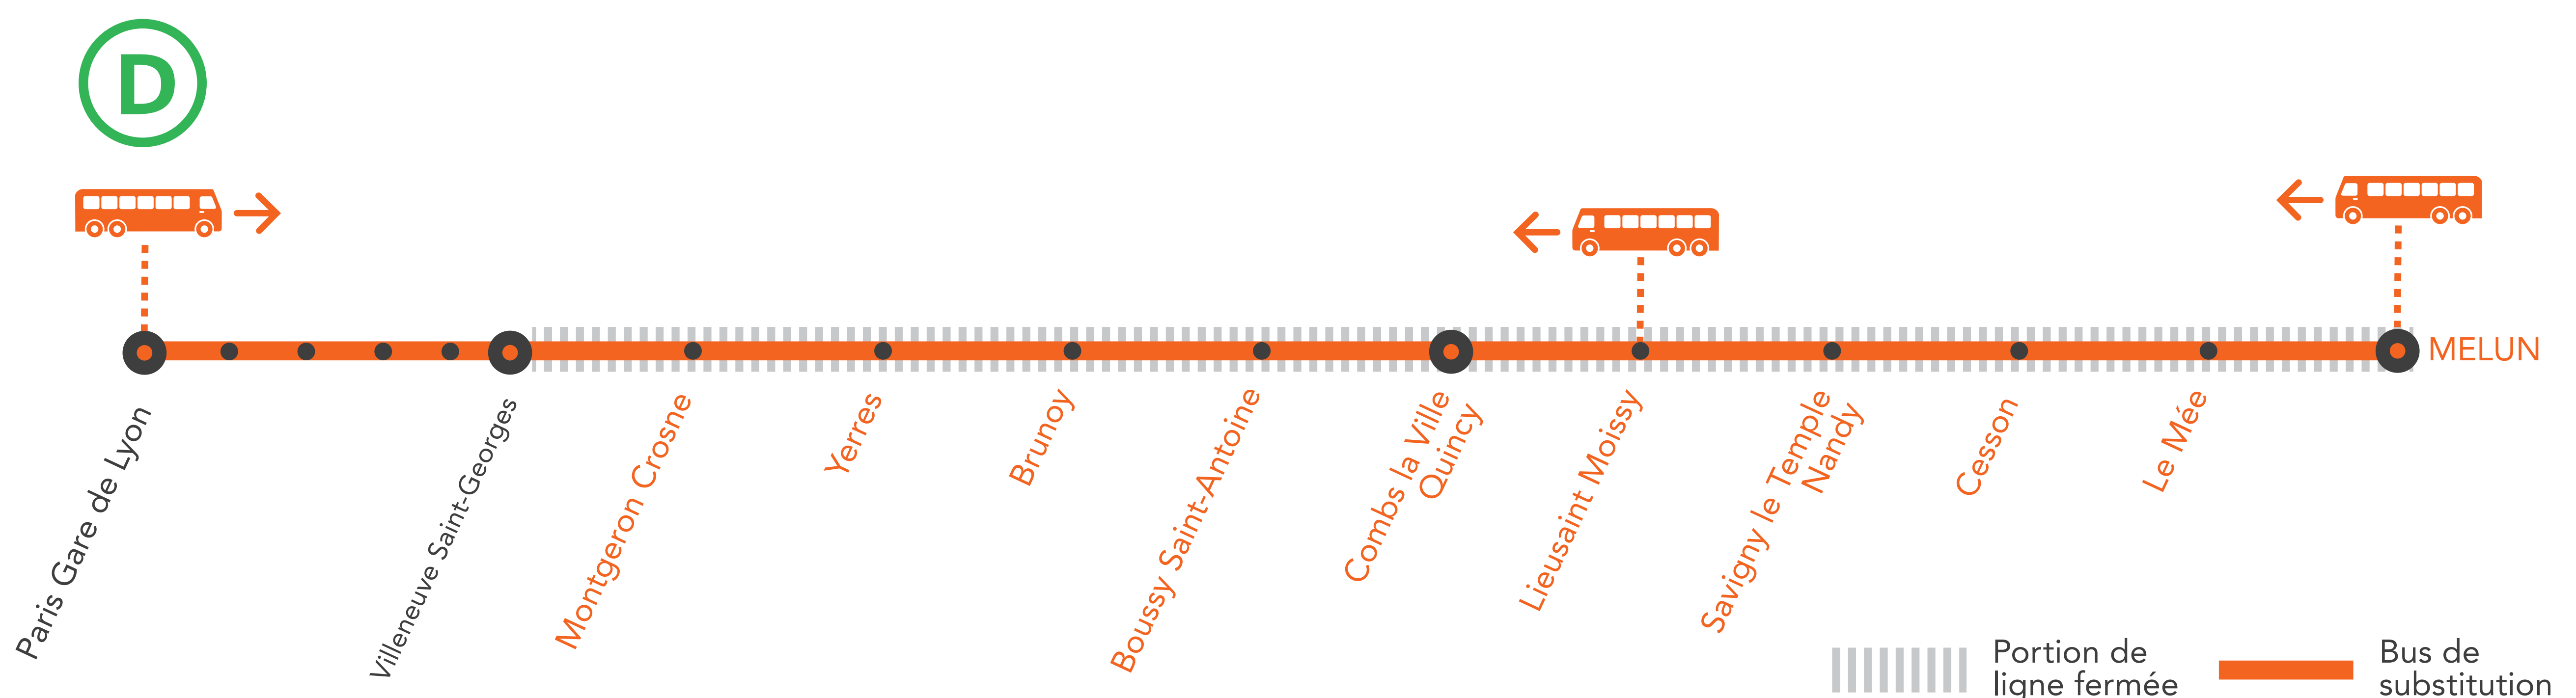 D
MELUN
Paris Gare de Lyon
Villeneuve Saint-Georges
Montgeron Crosne
Yerres
Brunoy
Boussy Saint-Antoine
Combs la Ville
Quincy
Lieusaint Moissy
Savigny le Temple
Nandy
Cesson
Le Mée
Portion de
ligne fermée
Bus de
substitution